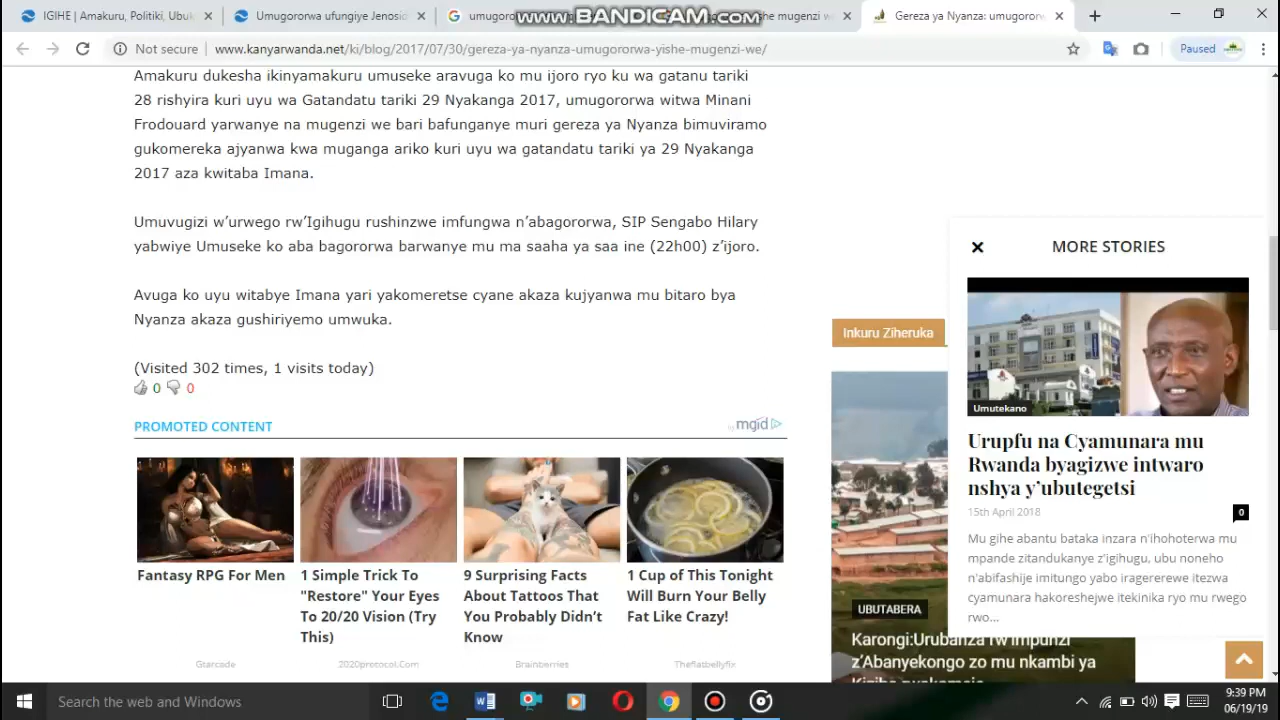 IGIHE | Amakuru, Politiki, Ubuk
Umugororwa ufungiye Jenosid
umugoro
he mugenzi we
Gereza ya Nyanza: umugororw
www.BANDICAM.com
Not secure
www.kanyarwanda.net/ki/blog/2017/07/30/gereza-ya-nyanza-umugororwa-yishe-mugenzi-we/
Paused
Amakuru dukesha ikinyamakuru umuseke aravuga ko mu ijoro ryo ku wa gatanu tariki
28 rishyira kuri uyu wa Gatandatu tariki 29 Nyakanga 2017, umugororwa witwa Minani
Frodouard yarwanye na mugenzi we bari bafunganye muri gereza ya Nyanza bimuviramo
gukomereka ajyanwa kwa muganga ariko kuri uyu wa gatandatu tariki ya 29 Nyakanga
2017 aza kwitaba Imana.
Umuvugizi w'urwego rw'Igihugu rushinzwe imfungwa n'abagororwa, SIP Sengabo Hilary
yabwiye Umuseke ko aba bagororwa barwanye mu ma saaha ya saa ine (22h00) z'ijoro.
Avuga ko uyu witabye Imana yari yakomeretse cyane akaza kujyanwa mu bitaro bya
Nyanza akaza gushiriyemo umwuka.
(Visited 302 times, 1 visits today)
0 0
PROMOTED CONTENT
by mgid
Fantasy RPG For Men
Gtarcade
1 Simple Trick To
"Restore" Your Eyes
To 20/20 Vision (Try
This)
2020protocol.Com
9 Surprising Facts
About Tattoos That
You Probably Didn't
Know
Brainberries
1 Cup of This Tonight
Will Burn Your Belly
Fat Like Crazy!
Theflatbellyfix
Inkuru Ziheruka
UBUTABERA
Karongi:Urubanza rw'impunzi
z'Abanyekongo zo mu nkambi ya
MORE STORIES
Umutekano
Urupfu na Cyamunara mu
Rwanda byagizwe intwaro
nshya y'ubutegetsi
15th April 2018
0
Mu gihe abantu bataka inzara n'ihohoterwa mu
mpande zitandukanye z'igihugu, ubu noneho
n'abifashije imitungo yabo iragererewe itezwa
cyamunara hakoreshejwe itekinika ryo mu rwego
rwo...
Search the web and Windows
9:39 PM
06/19/19